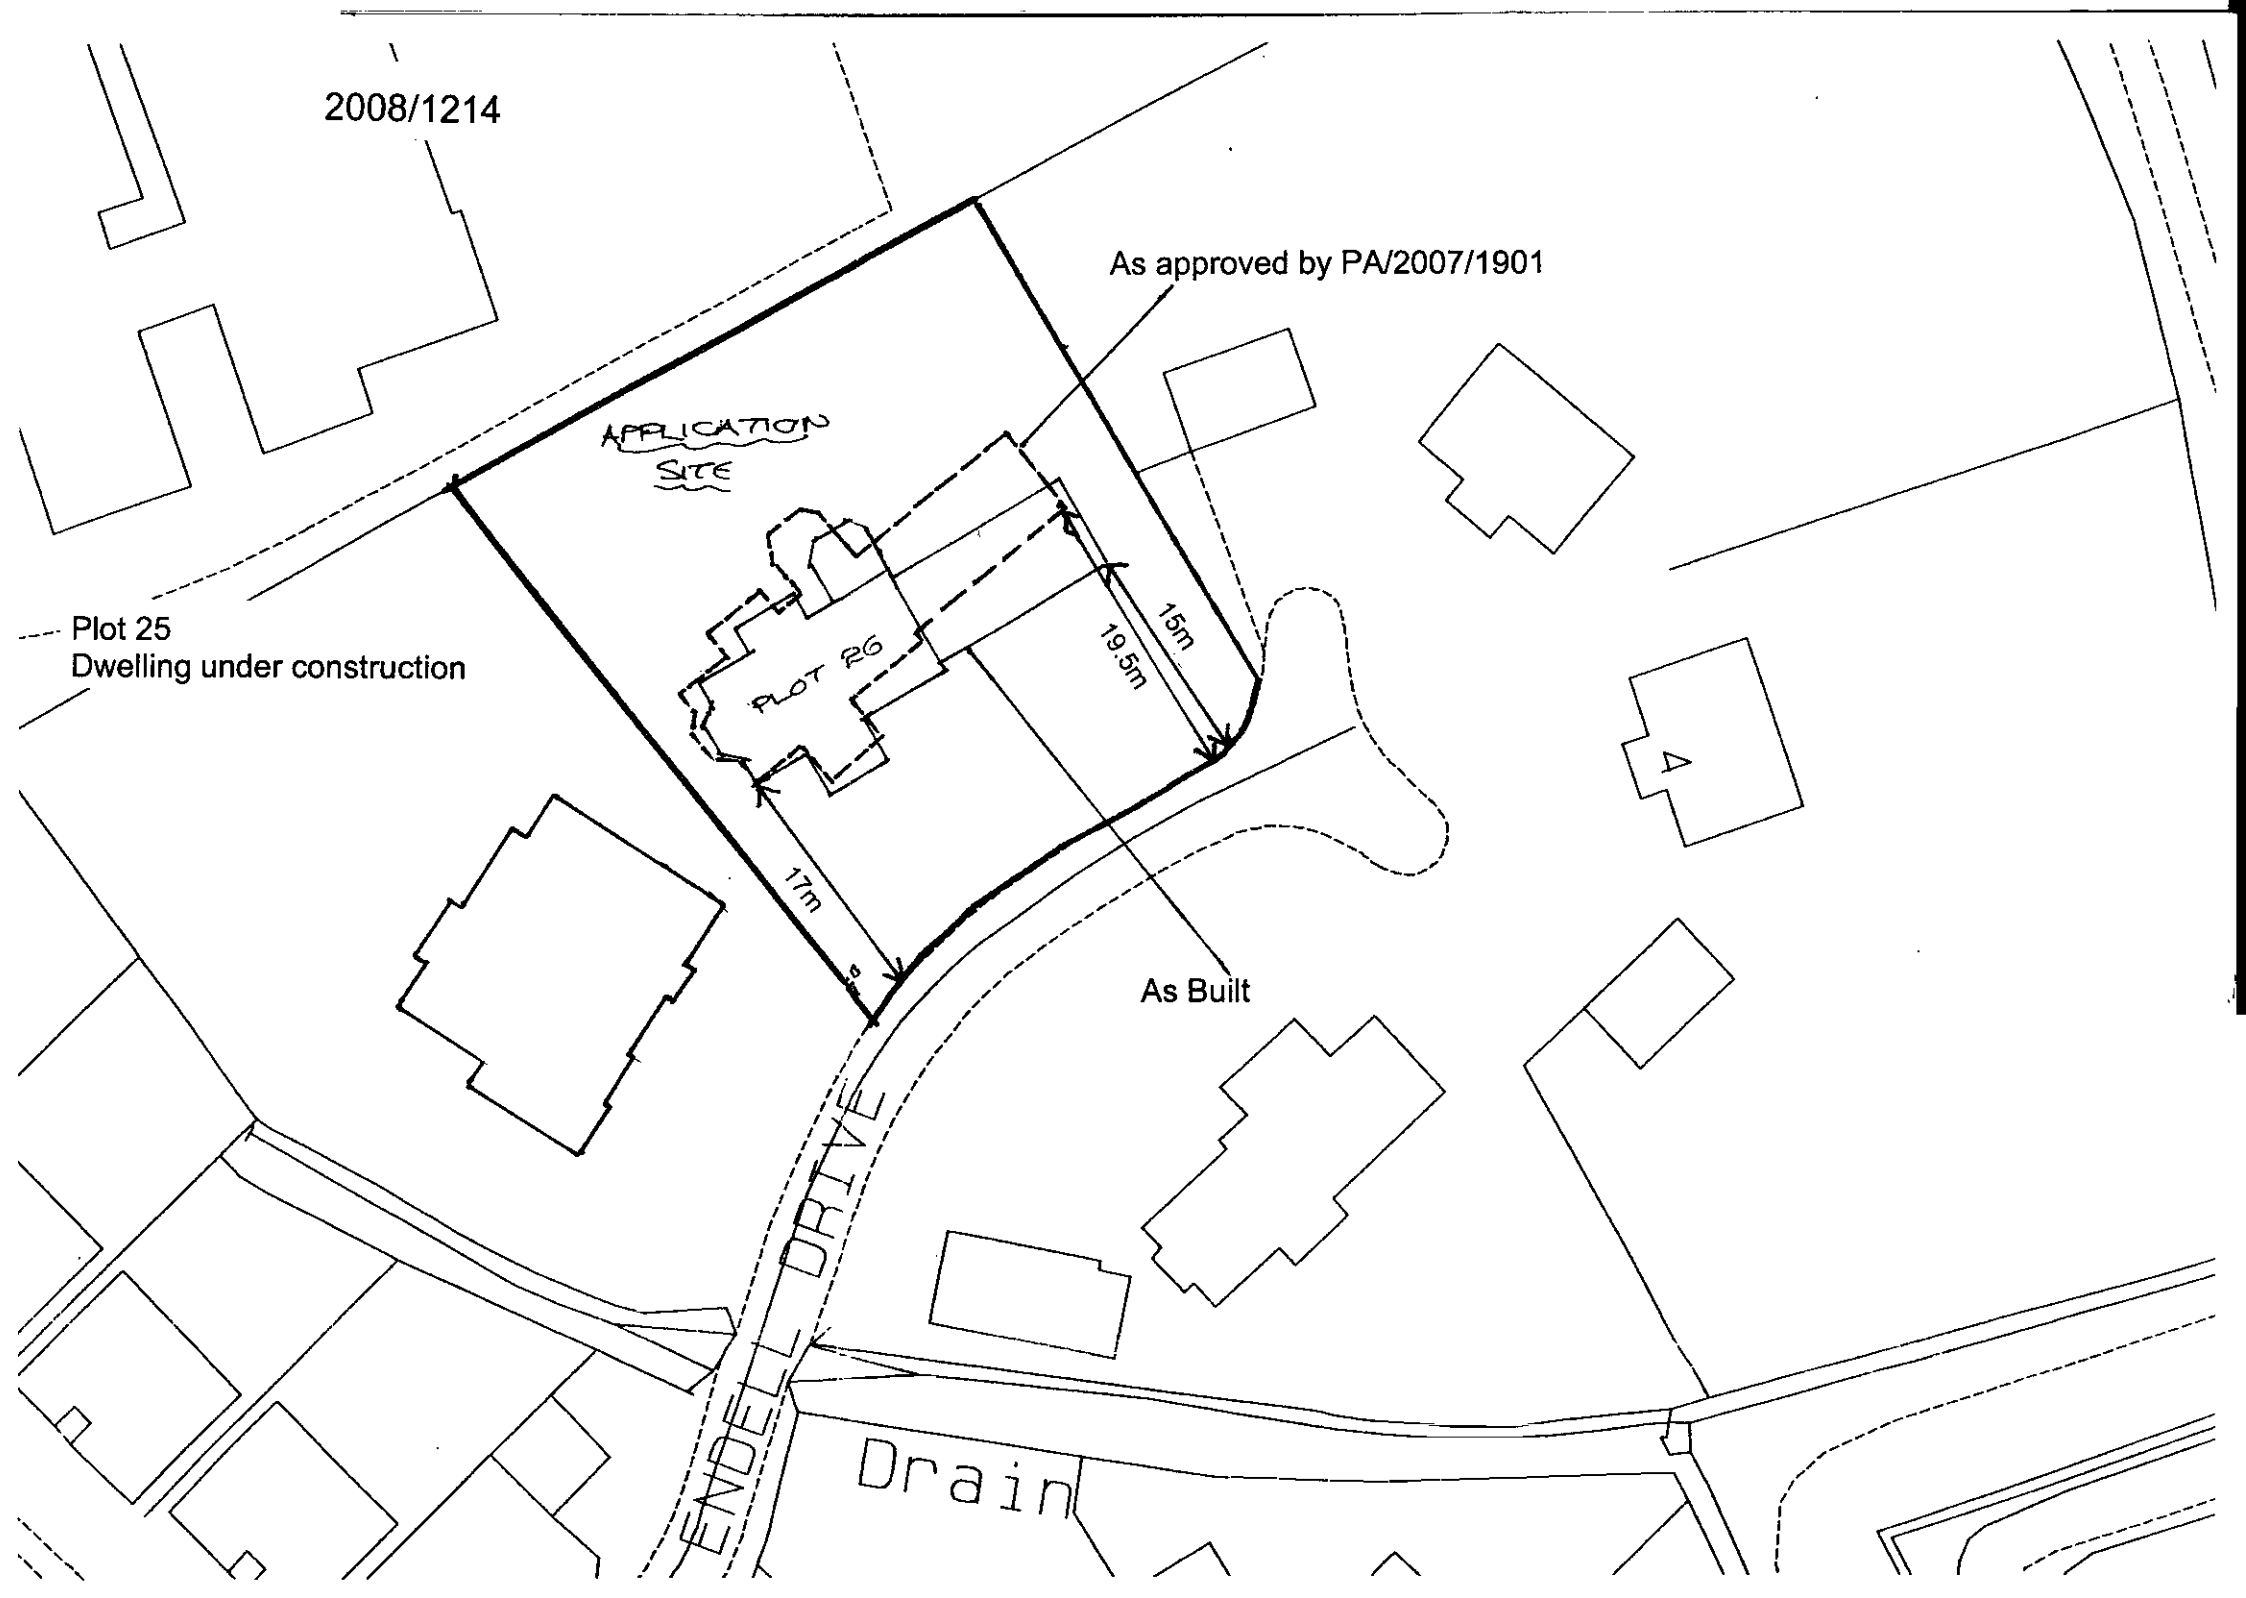 2008/1214
As approved by PA/2007/1901
APPLICATION
SITE
Plot 25
Dwelling under construction
PLOT 26
15m
19.5m
17m
4
As Built
ENDELL DRIVE
Drain